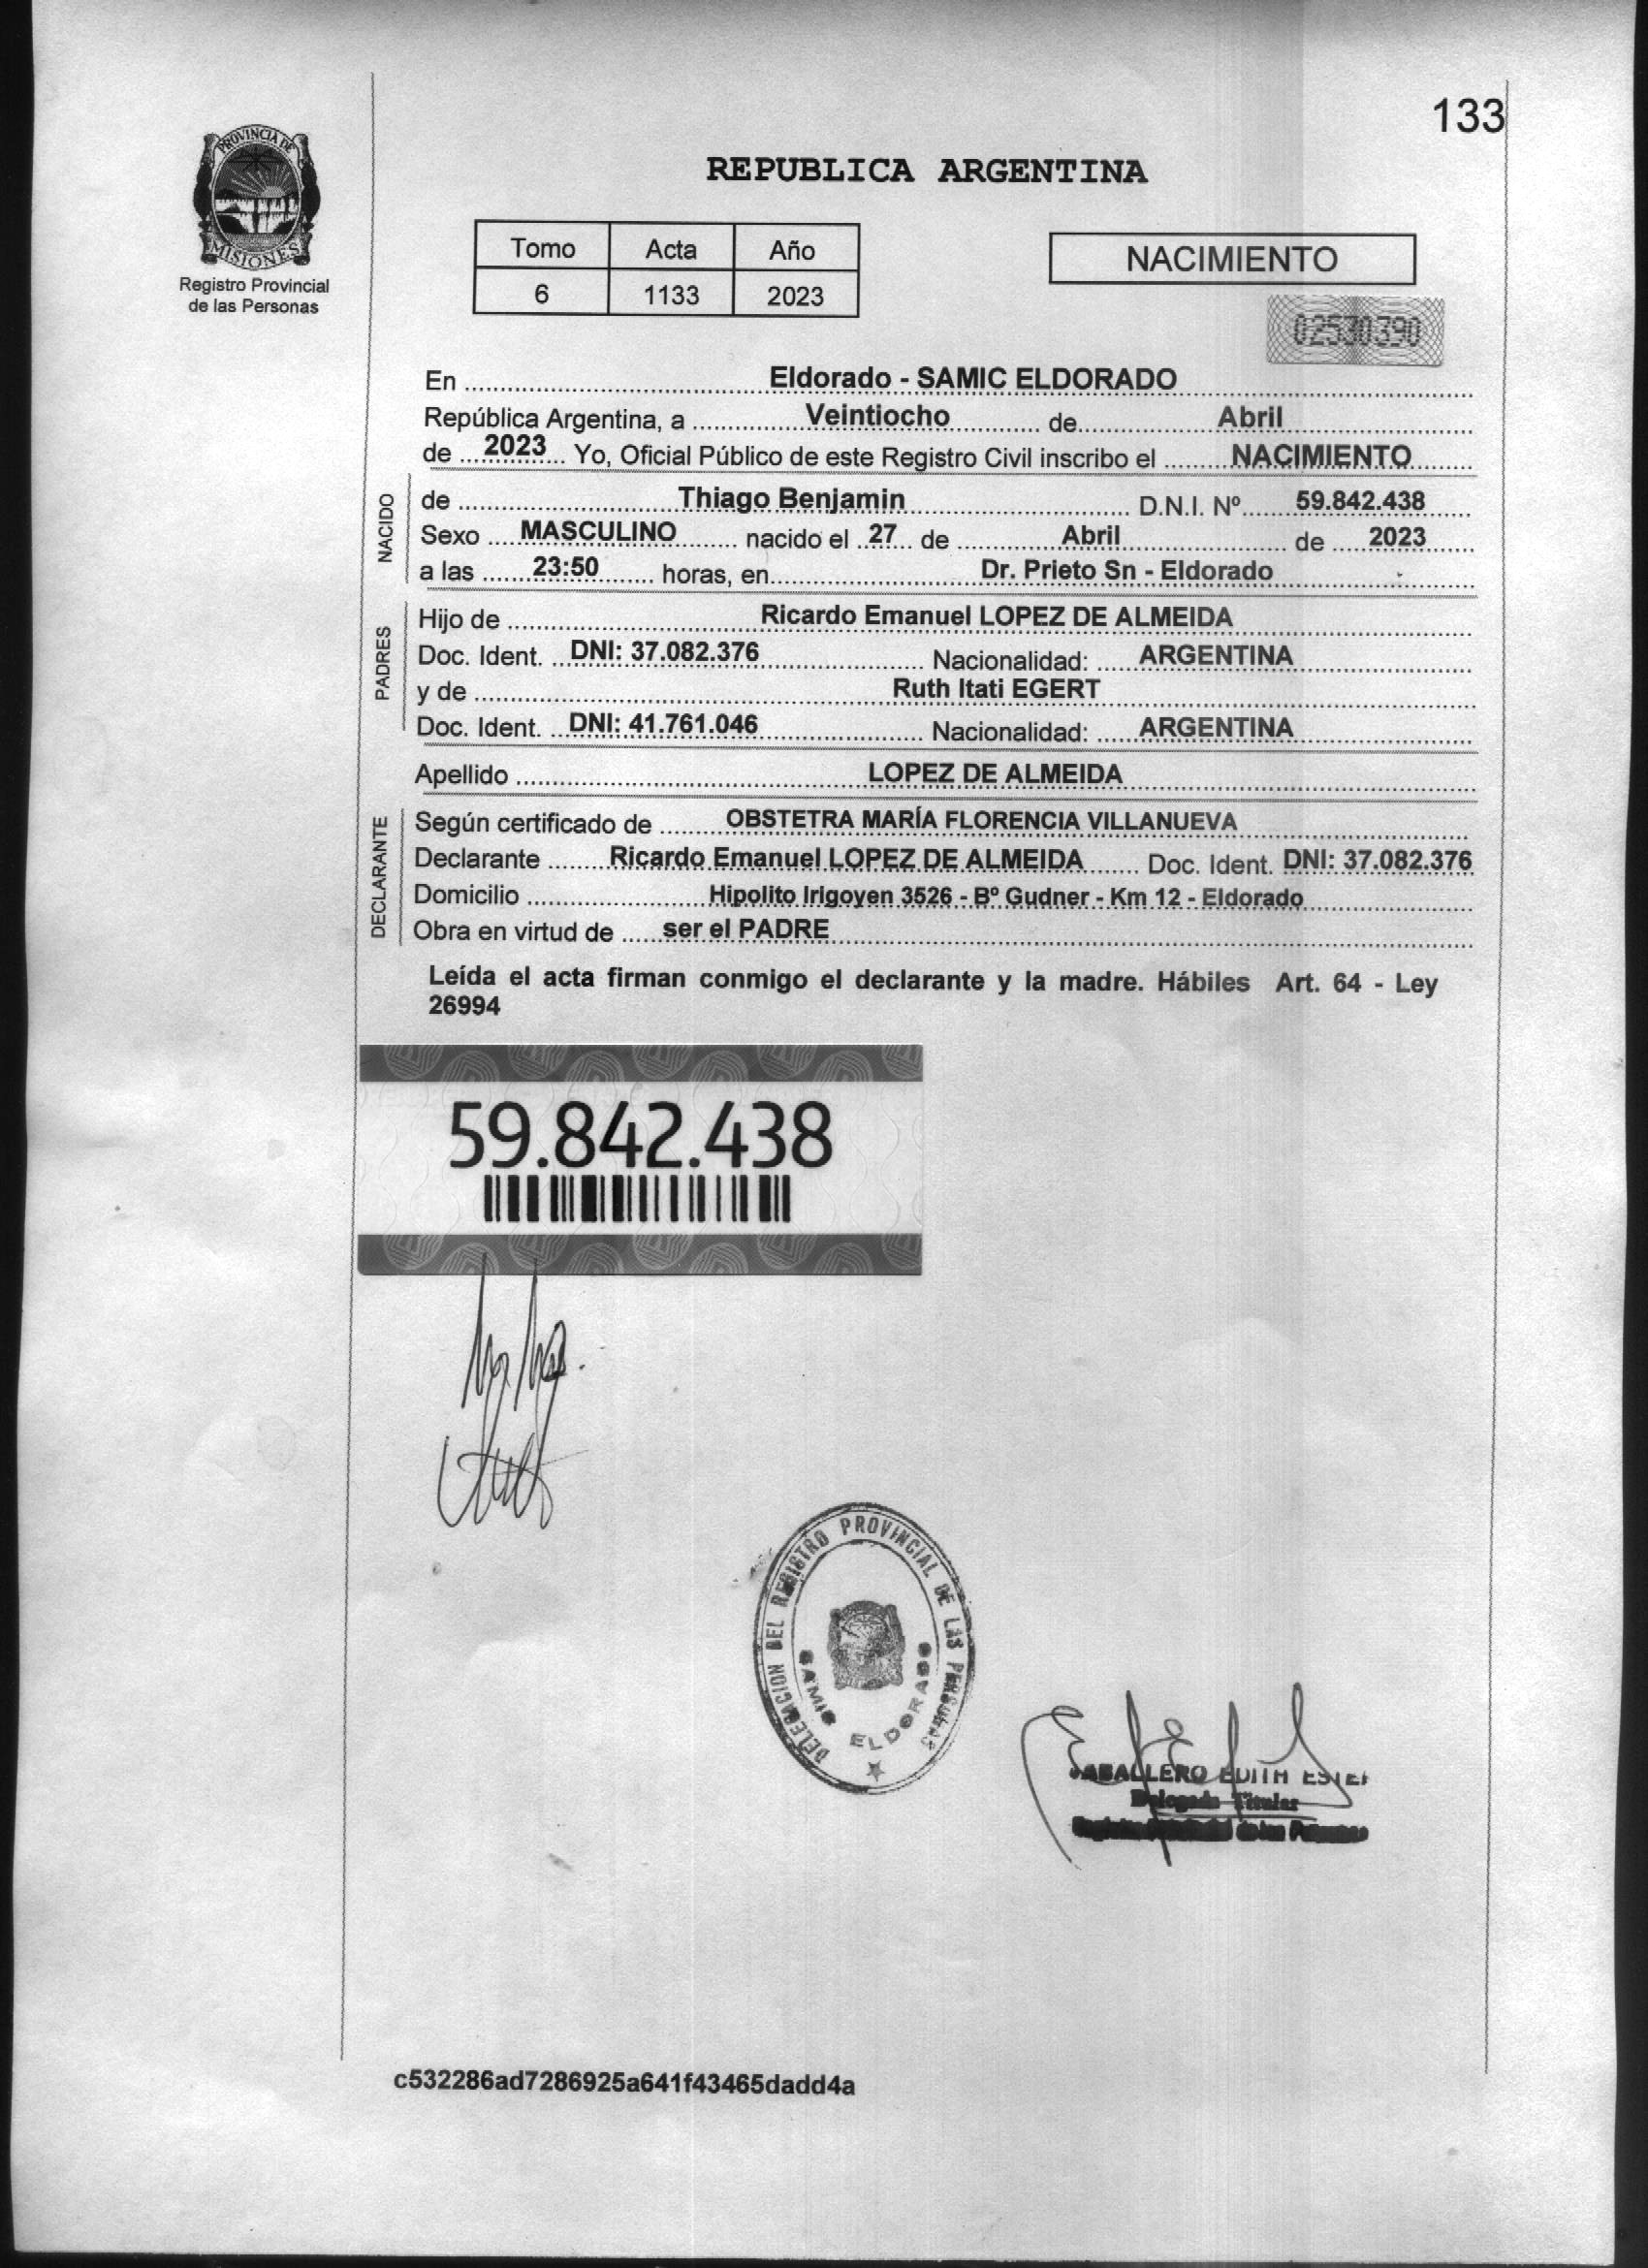 133
PROVINCIA DE
MISIONES
Registro Provincial
de las Personas
REPUBLICA ARGENTINA
Tomo Acta Año
6 1133 2023
NACIMIENTO
02530390
En Eldorado - SAMIC ELDORADO
República Argentina, a Veintiocho de Abril
de 2023 Yo, Oficial Público de este Registro Civil inscribo el NACIMIENTO
NACIDO
de Thiago Benjamin D.N.I. Nº 59.842.438
Sexo MASCULINO nacido el 27 de Abril de 2023
a las 23:50 horas, en Dr. Prieto Sn - Eldorado
PADRES
Hijo de Ricardo Emanuel LOPEZ DE ALMEIDA
Doc. Ident. DNI: 37.082.376 Nacionalidad: ARGENTINA
y de Ruth Itati EGERT
Doc. Ident. DNI: 41.761.046 Nacionalidad: ARGENTINA
Apellido LOPEZ DE ALMEIDA
DECLARANTE
Según certificado de OBSTETRA MARÍA FLORENCIA VILLANUEVA
Declarante Ricardo Emanuel LOPEZ DE ALMEIDA Doc. Ident. DNI: 37.082.376
Domicilio Hipolito Irigoyen 3526 - Bº Gudner - Km 12 - Eldorado
Obra en virtud de ser el PADRE
Leída el acta firman conmigo el declarante y la madre. Hábiles Art. 64 - Ley
26994
59.842.438
DELEGACION DEL REGISTRO PROVINCIAL DE LAS PERSONAS
SAMIC ELDORADO
CABALLERO EDITH ESTER
Delegada Titular
de las Personas
c532286ad7286925a641f43465dadd4a